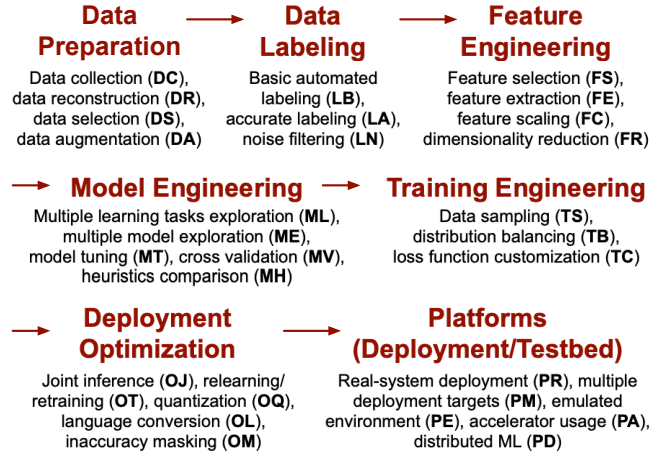 Data
Preparation
Data
Labeling
Feature
Engineering
Data collection (DC),
data reconstruction (DR),
data selection (DS),
data augmentation (DA)
Basic automated
labeling (LB),
accurate labeling (LA),
noise filtering (LN)
Feature selection (FS),
feature extraction (FE),
feature scaling (FC),
dimensionality reduction (FR)
Model Engineering
Multiple learning tasks exploration (ML),
multiple model exploration (ME),
model tuning (MT), cross validation (MV),
heuristics comparison (MH)
Training Engineering
Data sampling (TS),
distribution balancing (TB),
loss function customization (TC)
Deployment
Optimization
Joint inference (OJ), relearning/
retraining (OT), quantization (OQ),
language conversion (OL),
inaccuracy masking (OM)
Platforms
(Deployment/Testbed)
Real-system deployment (PR), multiple
deployment targets (PM), emulated
environment (PE), accelerator usage (PA),
distributed ML (PD)